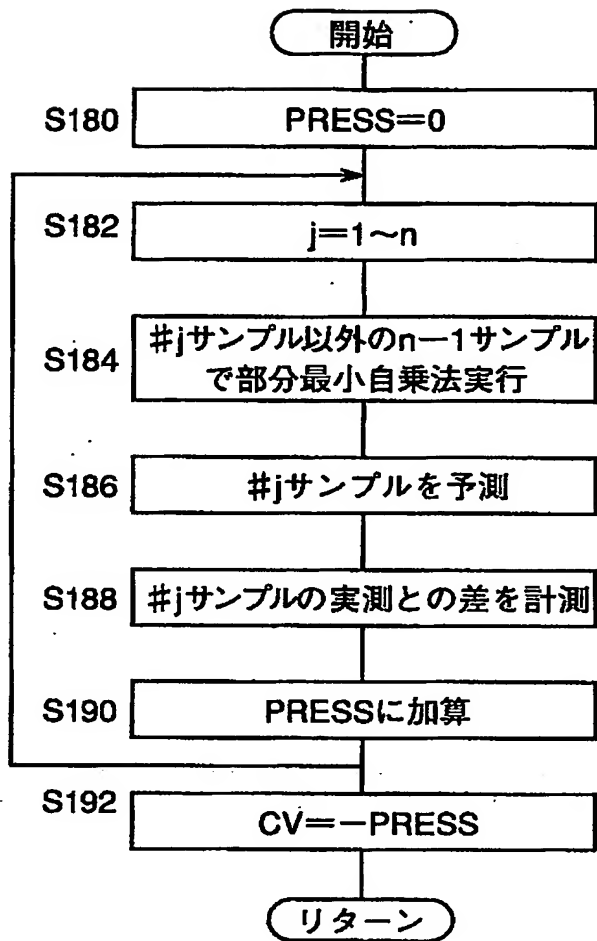 開始
S180
PRESS=0
S182
j=1~n
S184
#jサンプル以外のn-1サンプル
で部分最小自乗法実行
S186
#jサンプルを予測
S188
#jサンプルの実測との差を計測
S190
PRESSに加算
S192
CV=-PRESS
リターン